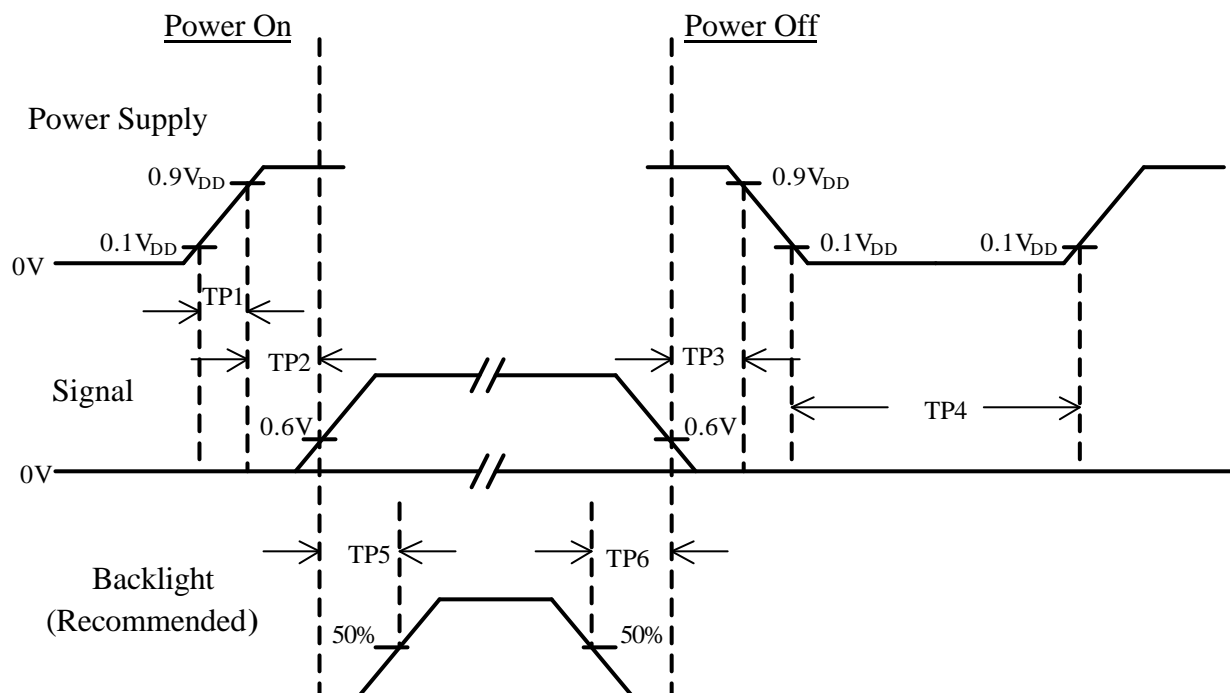 Power On
Power Off
Power Supply
0.9VDD
0.9VDD
0.1VDD
0.1VDD
0.1VDD
0V
TP1
TP2
TP3
Signal
TP4
0.6V
0.6V
0V
TP5
TP6
Backlight
(Recommended)
50%
50%